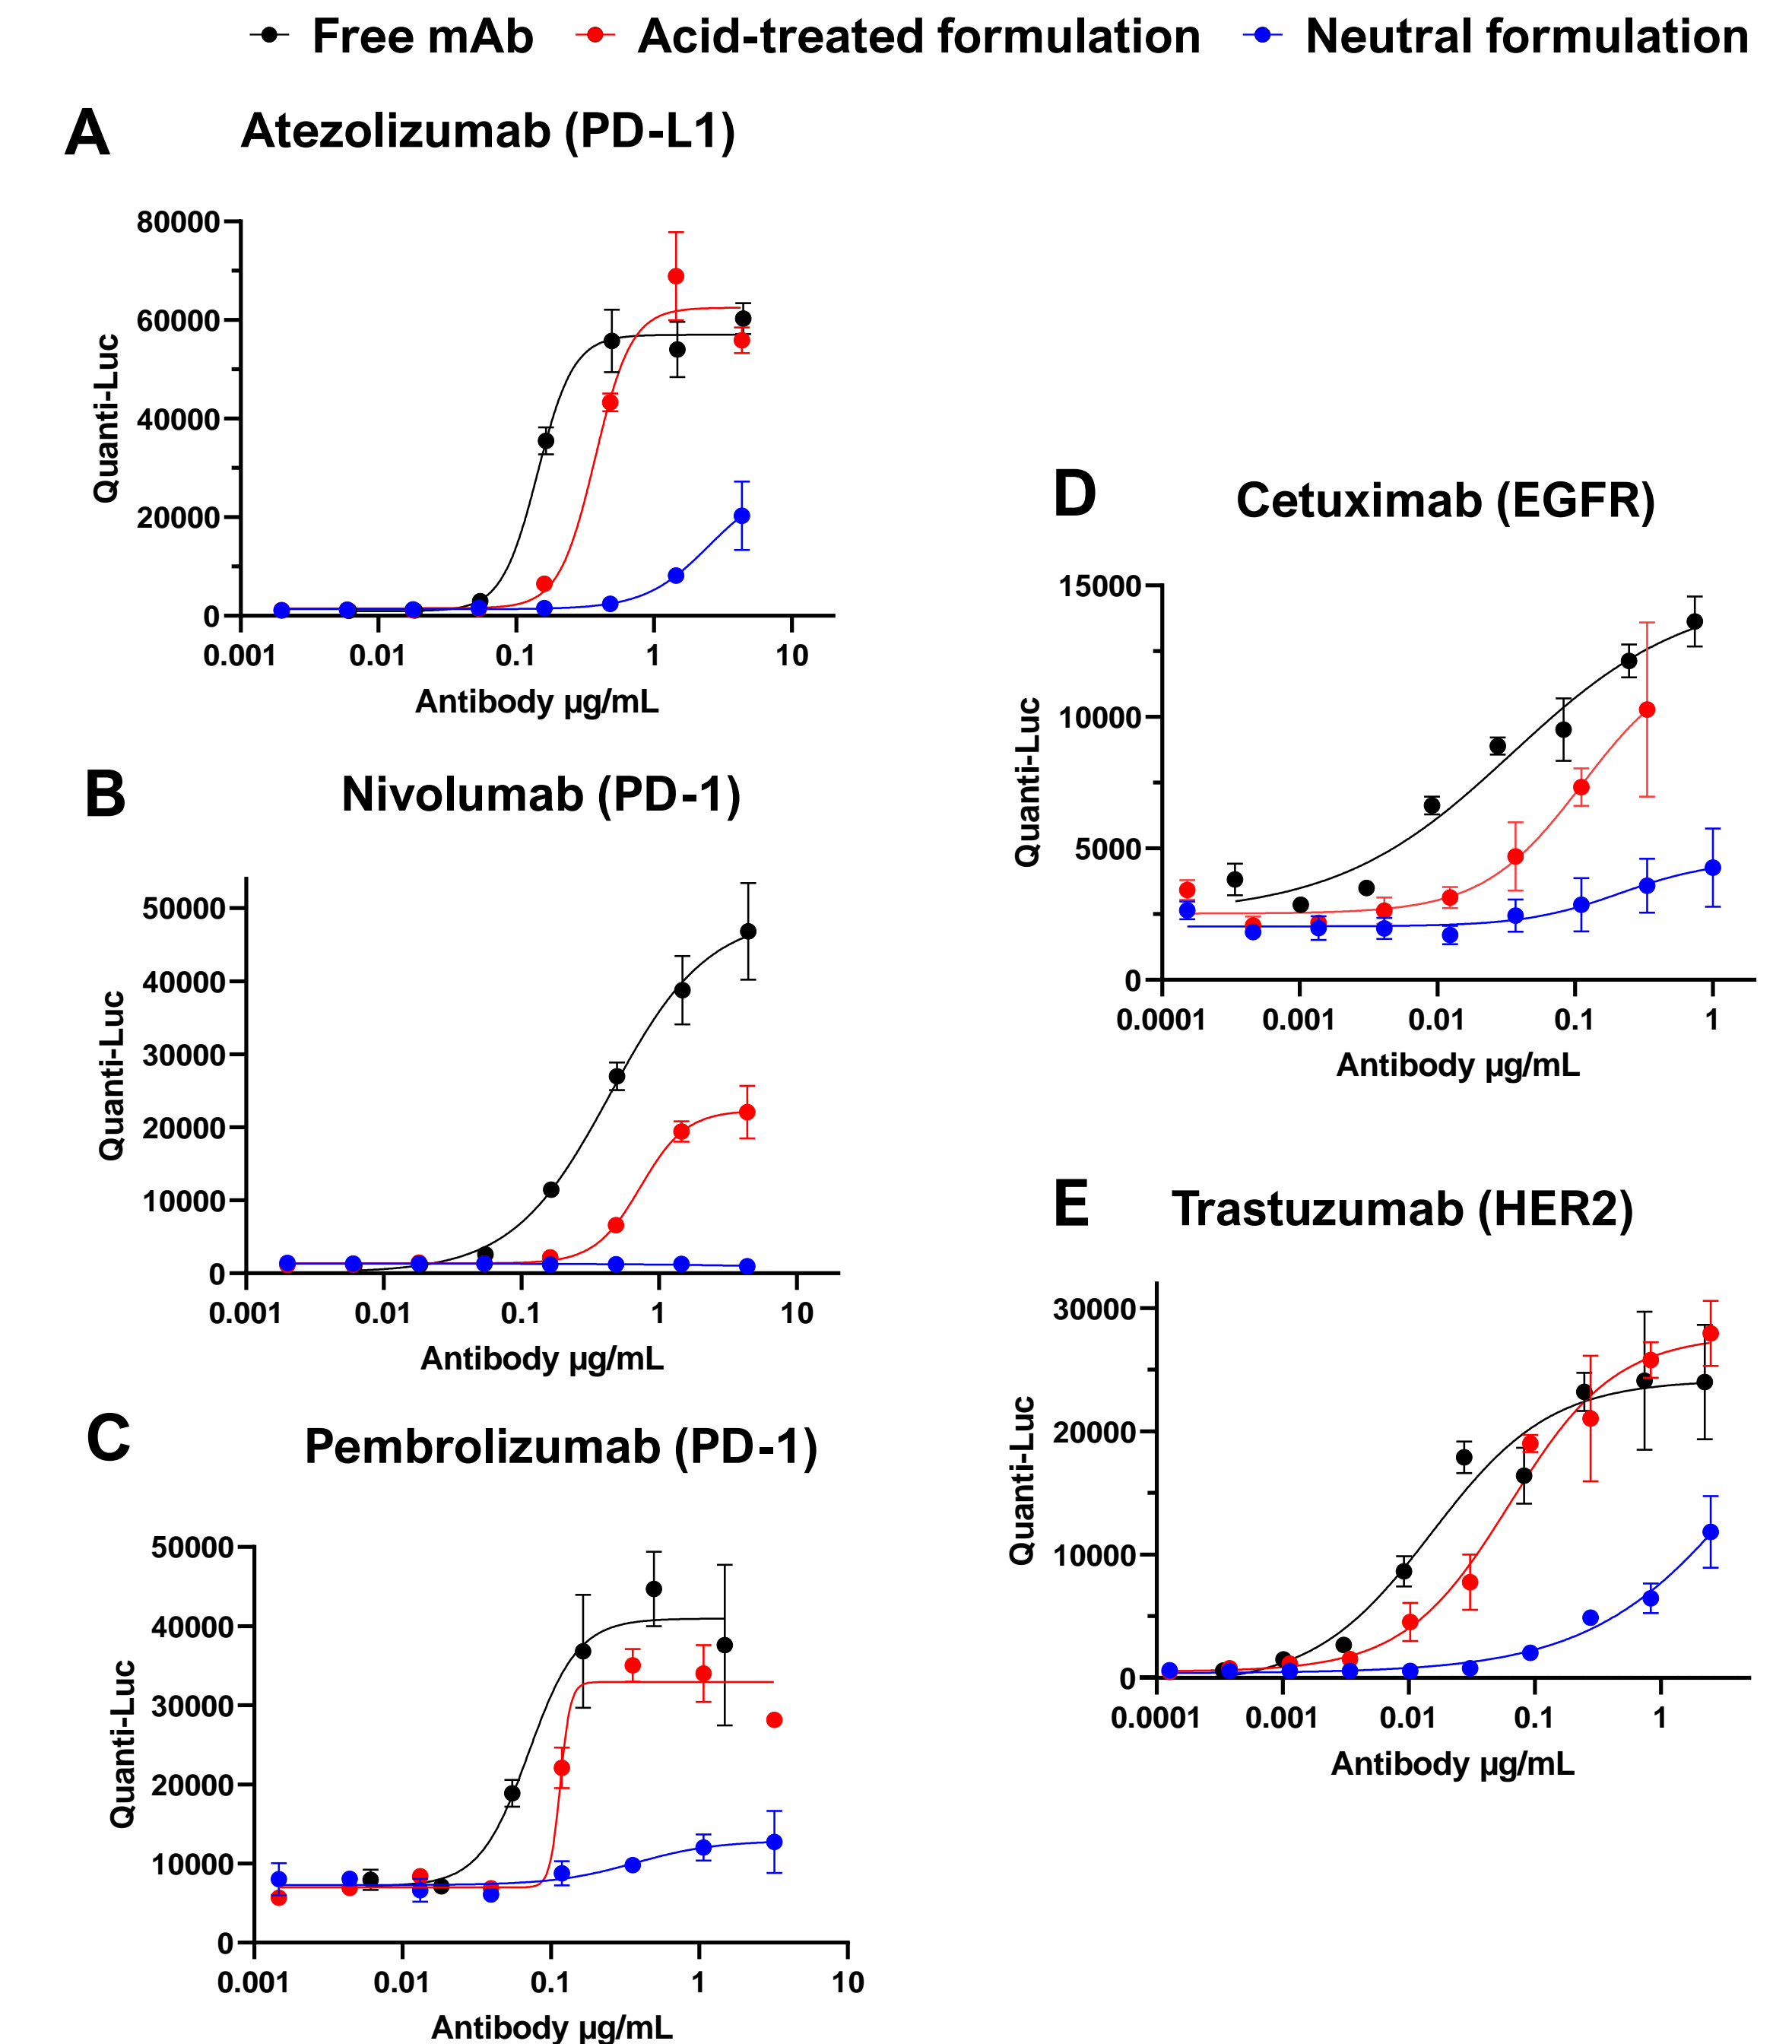 Free mAb Acid-treated formulation Neutral formulation
A Atezolizumab (PD-L1)
80000
60000
40000
20000
0
Quanti-Luc
0.001 0.01 0.1 1 10
Antibody µg/mL
B Nivolumab (PD-1)
50000
40000
30000
20000
10000
0
Quanti-Luc
0.001 0.01 0.1 1 10
Antibody µg/mL
C Pembrolizumab (PD-1)
50000
40000
30000
20000
10000
0
Quanti-Luc
0.001 0.01 0.1 1 10
Antibody µg/mL
D Cetuximab (EGFR)
15000
10000
5000
0
Quanti-Luc
0.0001 0.001 0.01 0.1 1
Antibody µg/mL
E Trastuzumab (HER2)
30000
20000
10000
0
Quanti-Luc
0.0001 0.001 0.01 0.1 1
Antibody µg/mL